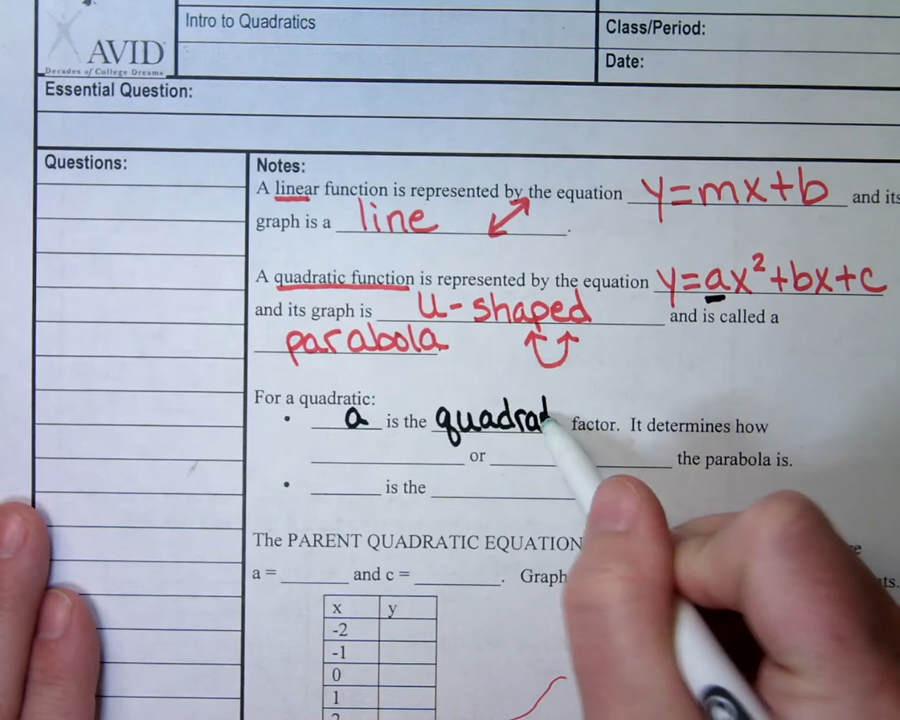 AVID
Decades of College Dreams
Intro to Quadratics
Class/Period:
Date:
Essential Question:
Questions:
Notes:
A linear function is represented by the equation y=mx+b and its
graph is a line.
A quadratic function is represented by the equation y=ax²+bx+c
and its graph is U-shaped and is called a
parabola
For a quadratic:
• a is the quadrat factor. It determines how
or the parabola is.
• is the
The PARENT QUADRATIC EQUATION
a = and c = . Graph
x y
-2
-1
0
1